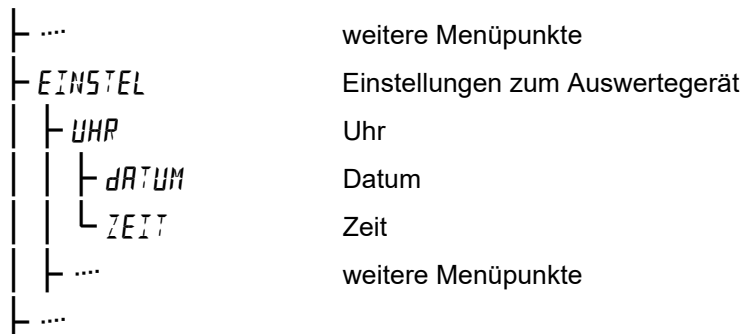 ···· weitere Menüpunkte
EINSTEL Einstellungen zum Auswertegerät
UHR Uhr
dATUM Datum
ZEIT Zeit
···· weitere Menüpunkte
····